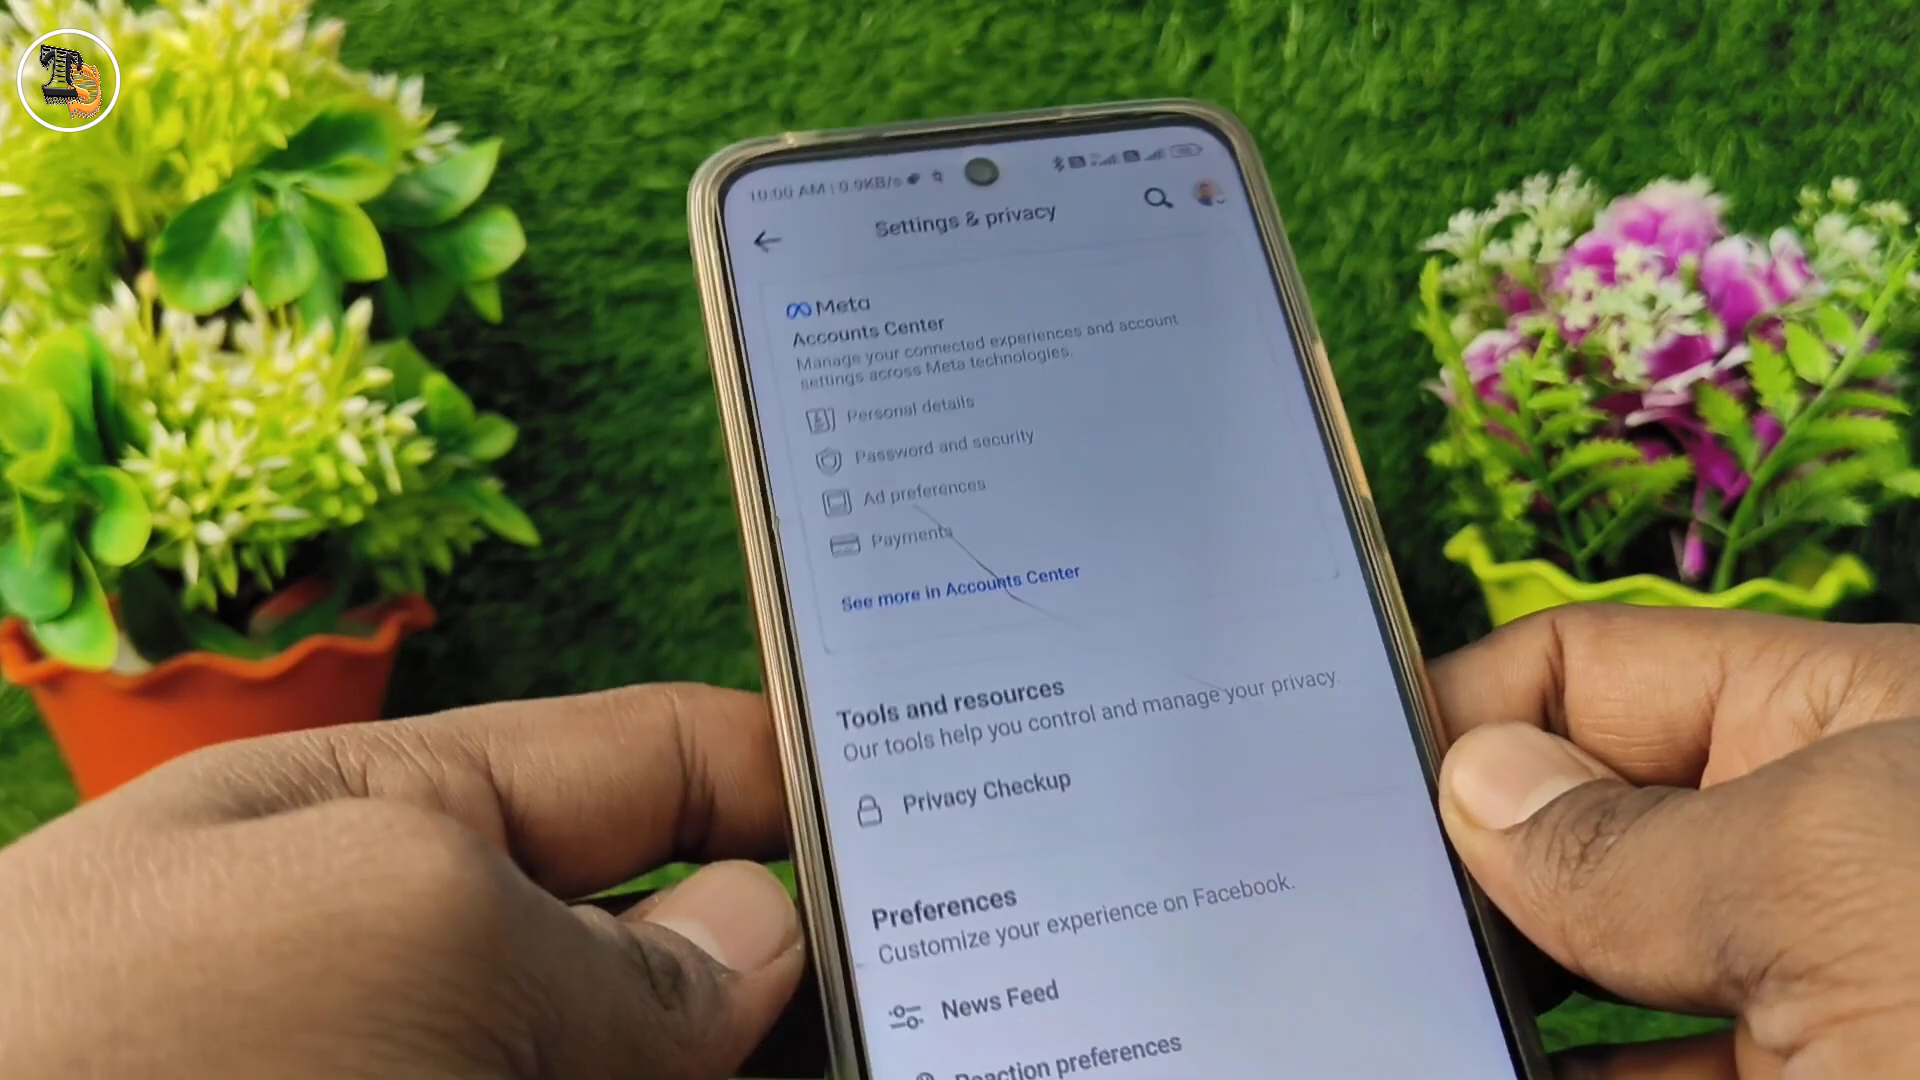 TS
10:00 AM | 0.9KB/s
Settings & privacy
Meta
Accounts Center
Manage your connected experiences and account
settings across Meta technologies.
Personal details
Password and security
Ad preferences
Payments
See more in Accounts Center
Tools and resources
Our tools help you control and manage your privacy.
Privacy Checkup
Preferences
Customize your experience on Facebook.
News Feed
Reaction preferences